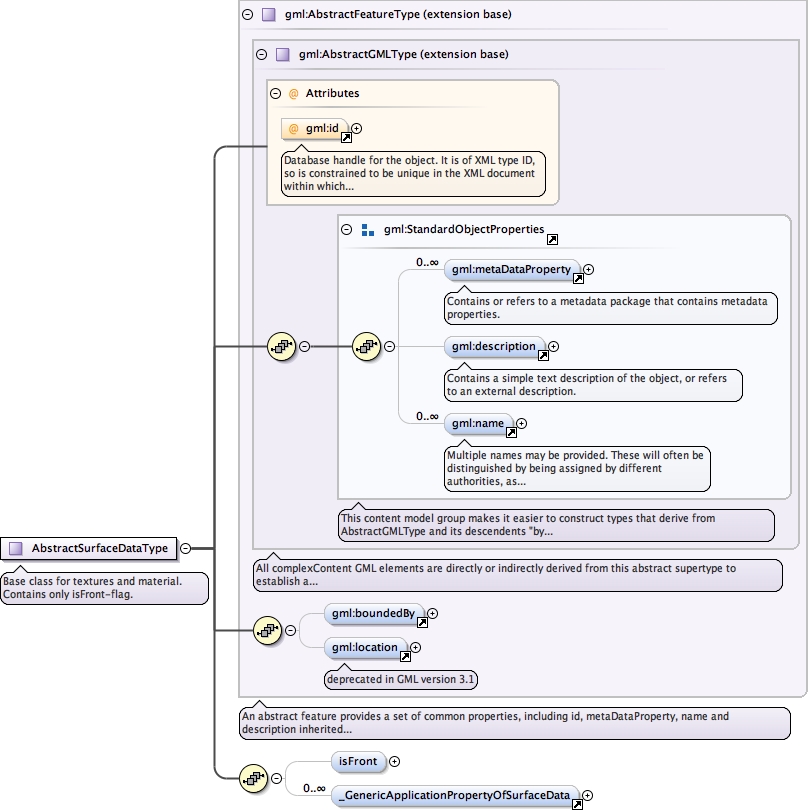 gml:AbstractFeatureType (extension base)
gml:AbstractGMLType (extension base)
@ Attributes
@ gml:id
Database handle for the object. It is of XML type ID,
so is constrained to be unique in the XML document
within which...
gml:StandardObjectProperties
0..∞
gml:metaDataProperty
Contains or refers to a metadata package that contains metadata
properties.
gml:description
Contains a simple text description of the object, or refers
to an external description.
0..∞
gml:name
Multiple names may be provided. These will often be
distinguished by being assigned by different
authorities, as...
This content model group makes it easier to construct types that derive from
AbstractGMLType and its descendents "by...
AbstractSurfaceDataType
Base class for textures and material.
Contains only isFront-flag.
All complexContent GML elements are directly or indirectly derived from this abstract supertype to
establish a...
gml:boundedBy
gml:location
deprecated in GML version 3.1
An abstract feature provides a set of common properties, including id, metaDataProperty, name and
description inherited...
isFront
0..∞
_GenericApplicationPropertyOfSurfaceData